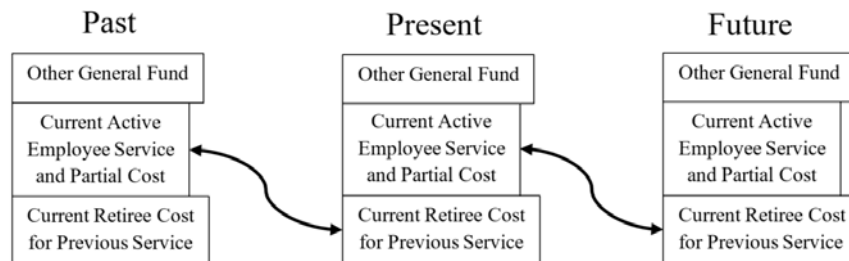 Past
Present
Future
Other General Fund
Other General Fund
Other General Fund
Current Active
Employee Service
and Partial Cost
Current Active
Employee Service
and Partial Cost
Current Active
Employee Service
and Partial Cost
Current Retiree Cost
for Previous Service
Current Retiree Cost
for Previous Service
Current Retiree Cost
for Previous Service